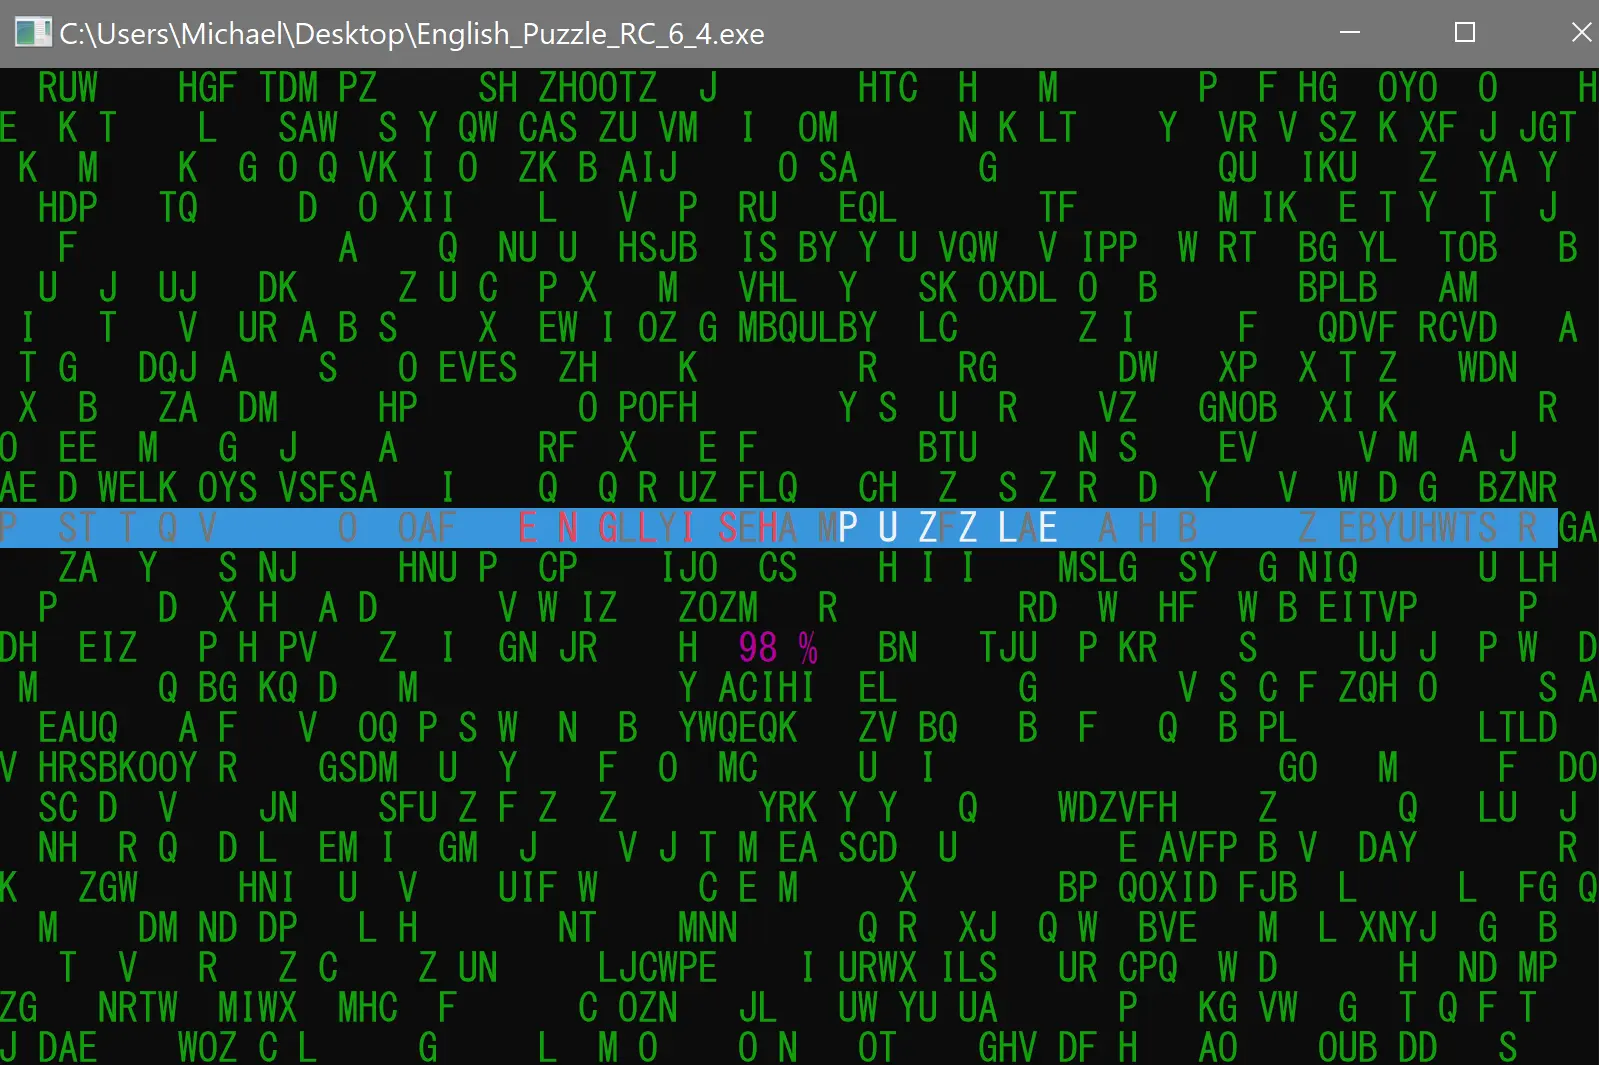 C:\Users\Michael\Desktop\English_Puzzle_RC_6_4.exe
RUW HGF TDM PZ SH ZHOOTZ J HTC H M P F HG OYO O H
E K T L SAW S Y QW CAS ZU VM I OM N K LT Y VR V SZ K XF J JGT
K M K G O Q VK I O ZK B AIJ O SA G QU IKU Z YA Y
HDP TQ D O XII L V P RU EQL TF M IK E T Y T J
F A Q NU U HSJB IS BY Y U VQW V IPP W RT BG YL TOB B
U J UJ DK Z U C P X M VHL Y SK OXDL O B BPLB AM
I T V UR A B S X EW I OZ G MBQULBY LC Z I F QDVF RCVD A
T G DQJ A S O EVES ZH K R RG DW XP X T Z WDN
X B ZA DM HP O POFH Y S U R VZ GNOB XI K R
O EE M G J A RF X E F BTU N S EV V M A J
AE D WELK OYS VSFSA I Q Q R UZ FLQ CH Z S Z R D Y V W D G BZNR
P ST T Q V O OAF E N GLLYI SEHA MP U ZFZ LAE A H B Z EBYUHWTS R GA
ZA Y S NJ HNU P CP IJO CS H I I MSLG SY G NIQ U LH
P D X H A D V W IZ ZOZM R RD W HF W B EITVP P
DH EIZ P H PV Z I GN JR H 98 % BN TJU P KR S UJ J P W D
M Q BG KQ D M Y ACIHI EL G V S C F ZQH O S A
EAUQ A F V OQ P S W N B YWQEQK ZV BQ B F Q B PL LTLD
V HRSBKOOY R GSDM U Y F O MC U I GO M F DO
SC D V JN SFU Z F Z Z YRK Y Y Q WDZVFH Z Q LU J
NH R Q D L EM I GM J V J T M EA SCD U E AVFP B V DAY R
K ZGW HNI U V UIF W C E M X BP QOXID FJB L L FG Q
M DM ND DP L H NT MNN Q R XJ Q W BVE M L XNYJ G B
T V R Z C Z UN LJCWPE I URWX ILS UR CPQ W D H ND MP
ZG NRTW MIWX MHC F C OZN JL UW YU UA P KG VW G T Q F T
J DAE WOZ C L G L M O O N OT GHV DF H AO OUB DD S